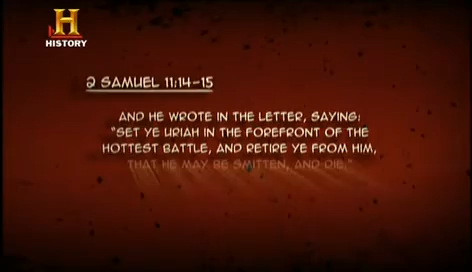 H
HISTORY
2 SAMUEL 11:14-15
AND HE WROTE IN THE LETTER, SAYING:
"SET YE URIAH IN THE FOREFRONT OF THE
HOTTEST BATTLE, AND RETIRE YE FROM HIM,
THAT HE MAY BE SMITTEN, AND DIE."